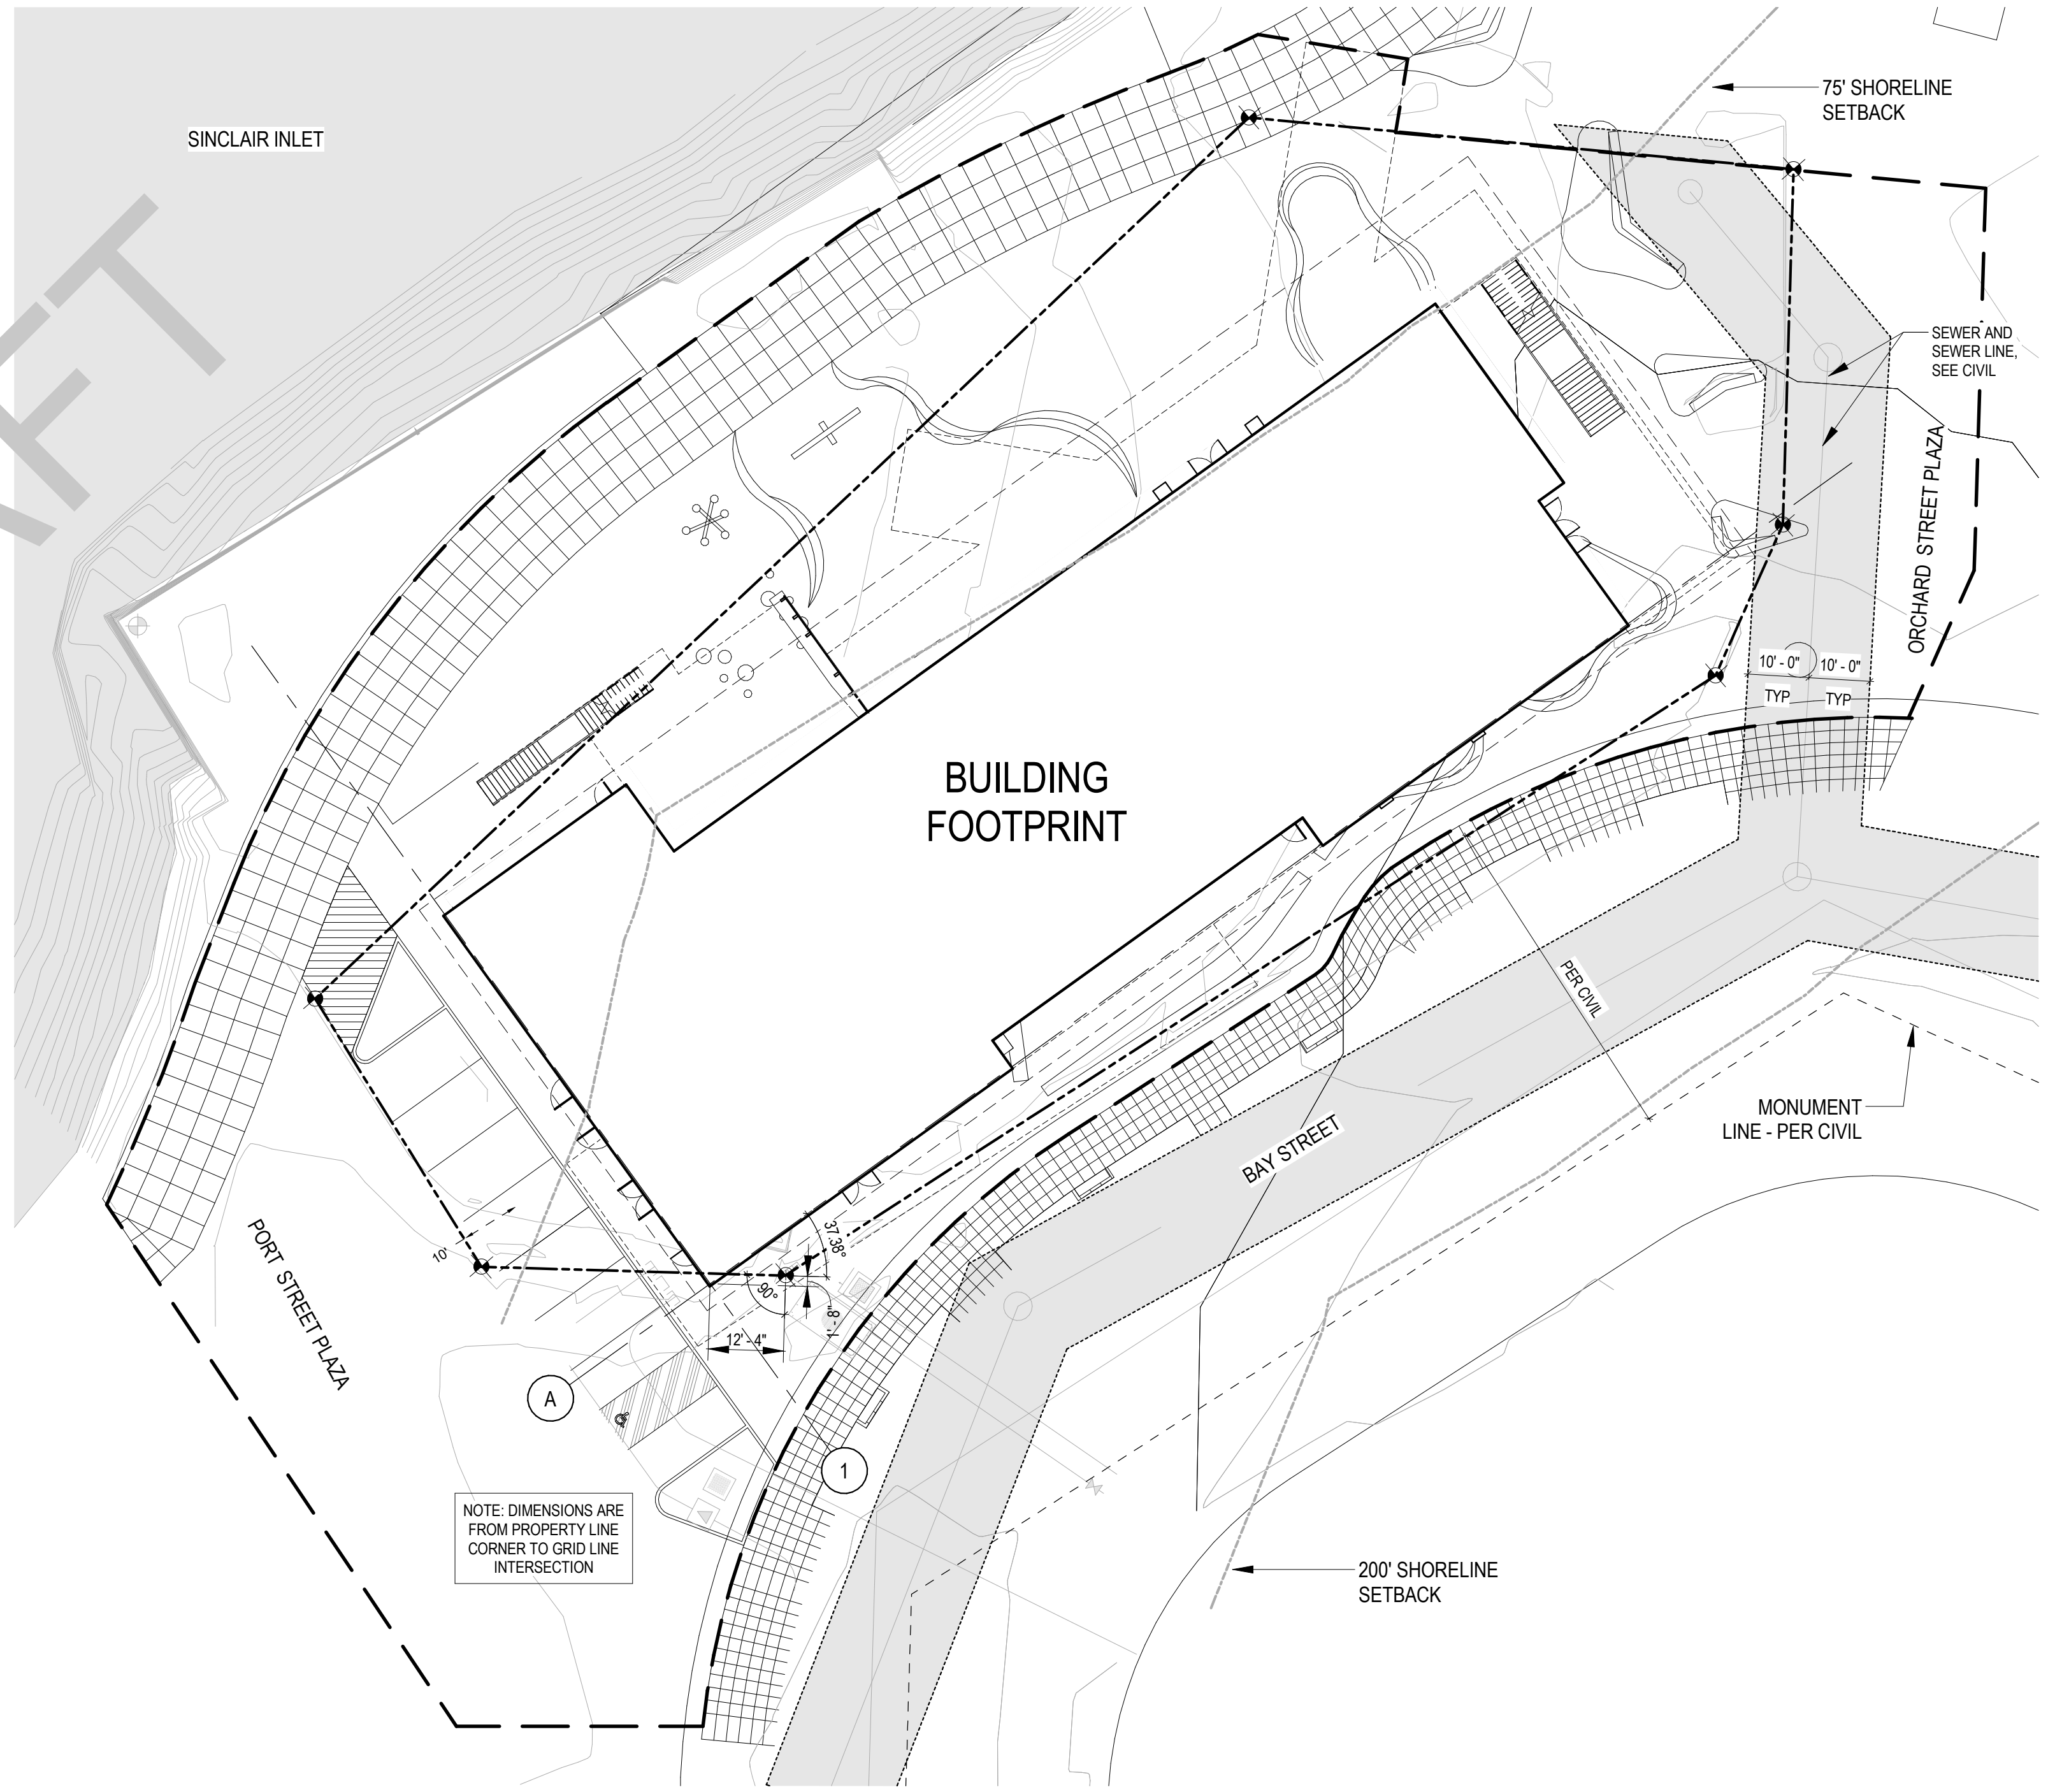 75' SHORELINE
SETBACK
SINCLAIR INLET
SEWER AND
SEWER LINE,
SEE CIVIL
ORCHARD STREET PLAZA
10' - 0"
10' - 0"
TYP
TYP
BUILDING
FOOTPRINT
PER CIVIL
MONUMENT
LINE - PER CIVIL
BAY STREET
37.38°
10'
PORT STREET PLAZA
90°
1' - 8"
12' - 4"
A
1
NOTE: DIMENSIONS ARE
FROM PROPERTY LINE
CORNER TO GRID LINE
INTERSECTION
200' SHORELINE
SETBACK